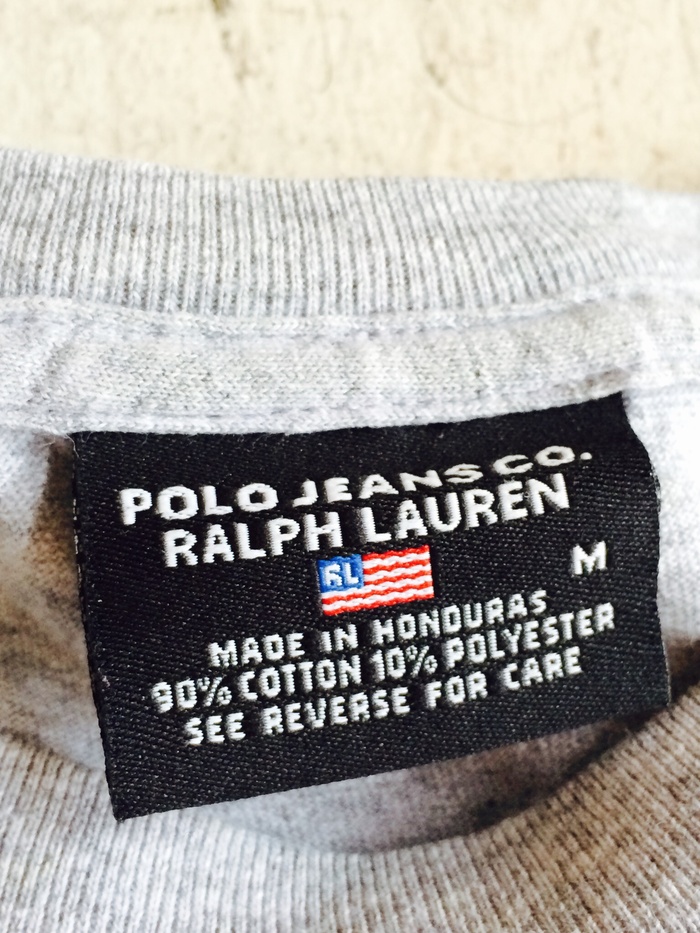 POLO JEANS CO.
RALPH LAUREN
RL
M
MADE IN HONDURAS
90% COTTON 10% POLYESTER
SEE REVERSE FOR CARE